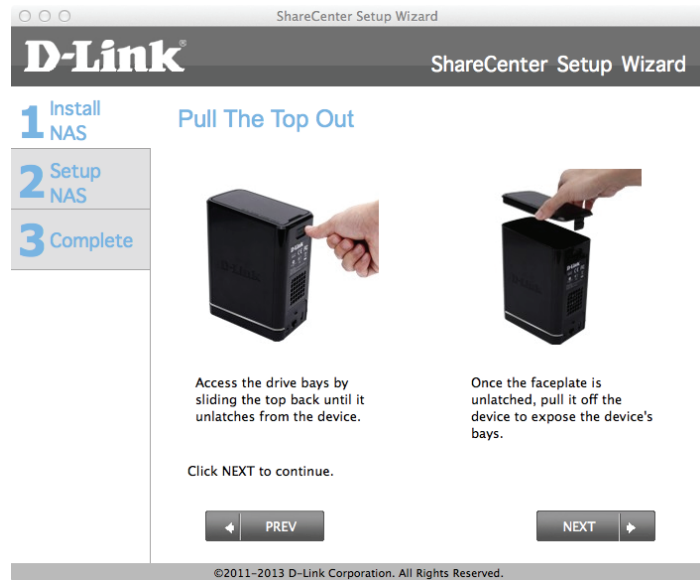 ShareCenter Setup Wizard
D-Link®
ShareCenter Setup Wizard
1 Install
NAS
2 Setup
NAS
3 Complete
Pull The Top Out
D-Link
D-Link
Access the drive bays by
sliding the top back until it
unlatches from the device.
Once the faceplate is
unlatched, pull it off the
device to expose the device's
bays.
Click NEXT to continue.
PREV
NEXT
©2011-2013 D-Link Corporation. All Rights Reserved.